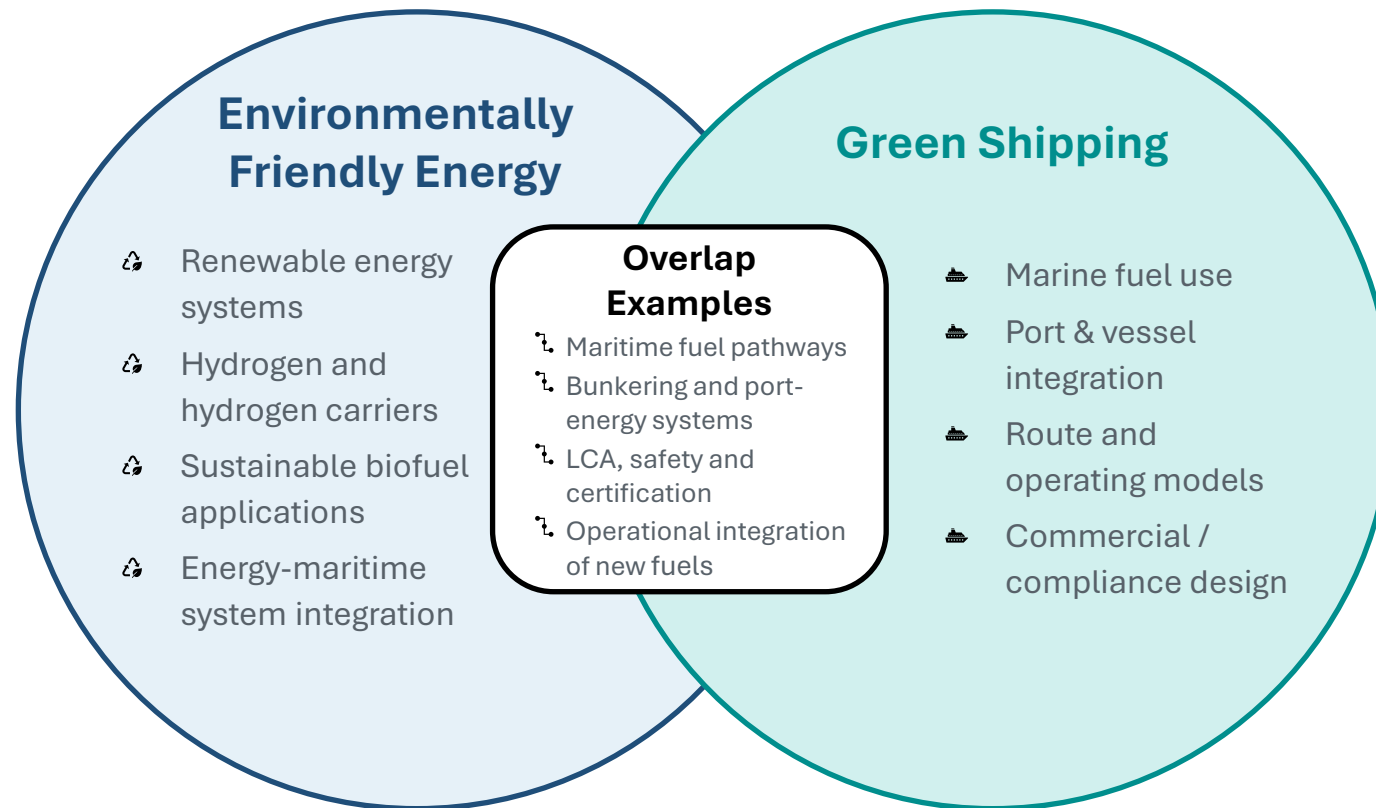 Environmentally
Friendly Energy
Renewable energy
systems
Hydrogen and
hydrogen carriers
Sustainable biofuel
applications
Energy-maritime
system integration
Overlap
Examples
Maritime fuel pathways
Bunkering and port-
energy systems
LCA, safety and
certification
Operational integration
of new fuels
Green Shipping
Marine fuel use
Port & vessel
integration
Route and
operating models
Commercial /
compliance design